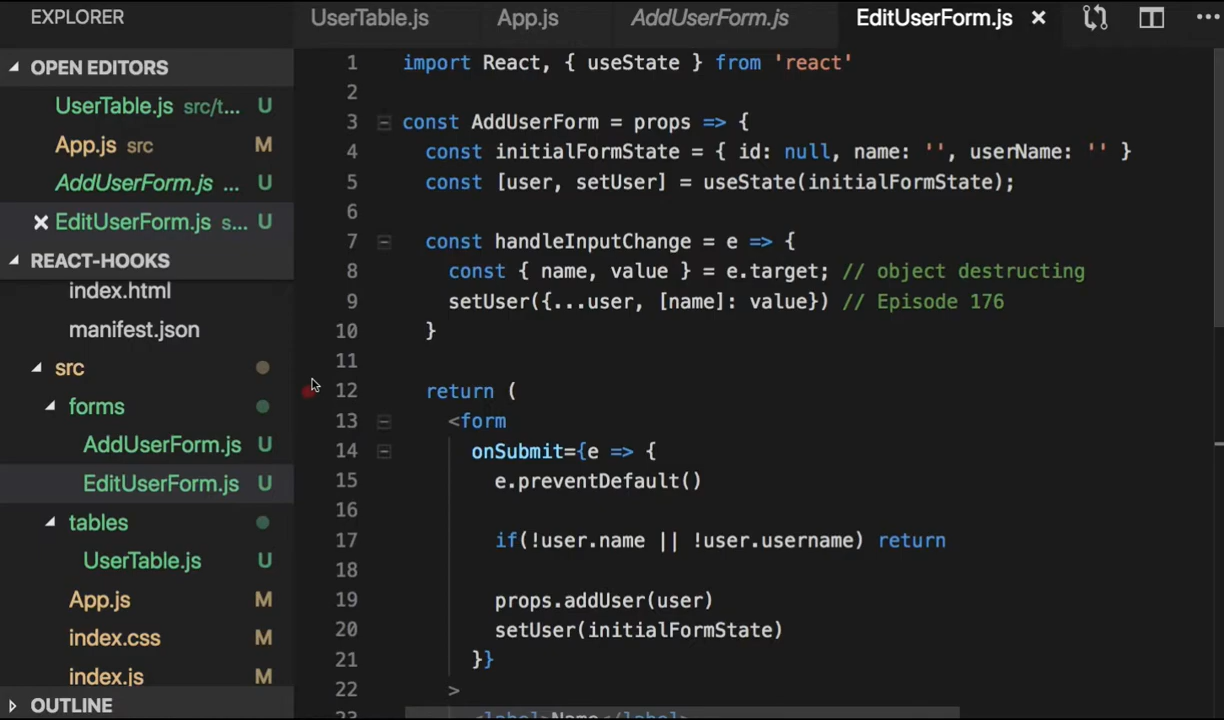 EXPLORER
OPEN EDITORS
UserTable.js src/t... U
App.js src M
AddUserForm.js ... U
EditUserForm.js s... U
REACT-HOOKS
index.html
manifest.json
src
forms
AddUserForm.js U
EditUserForm.js U
tables
UserTable.js U
App.js M
index.css M
index.js M
OUTLINE
UserTable.js App.js AddUserForm.js EditUserForm.js
1 import React, { useState } from 'react'
2
3 const AddUserForm = props => {
4 const initialFormState = { id: null, name: '', userName: '' }
5 const [user, setUser] = useState(initialFormState);
6
7 const handleInputChange = e => {
8 const { name, value } = e.target; // object destructing
9 setUser({...user, [name]: value}) // Episode 176
10 }
11
12 return (
13 <form
14 onSubmit={e => {
15 e.preventDefault()
16
17 if(!user.name || !user.username) return
18
19 props.addUser(user)
20 setUser(initialFormState)
21 }}
22 >
23 <label>Name</label>